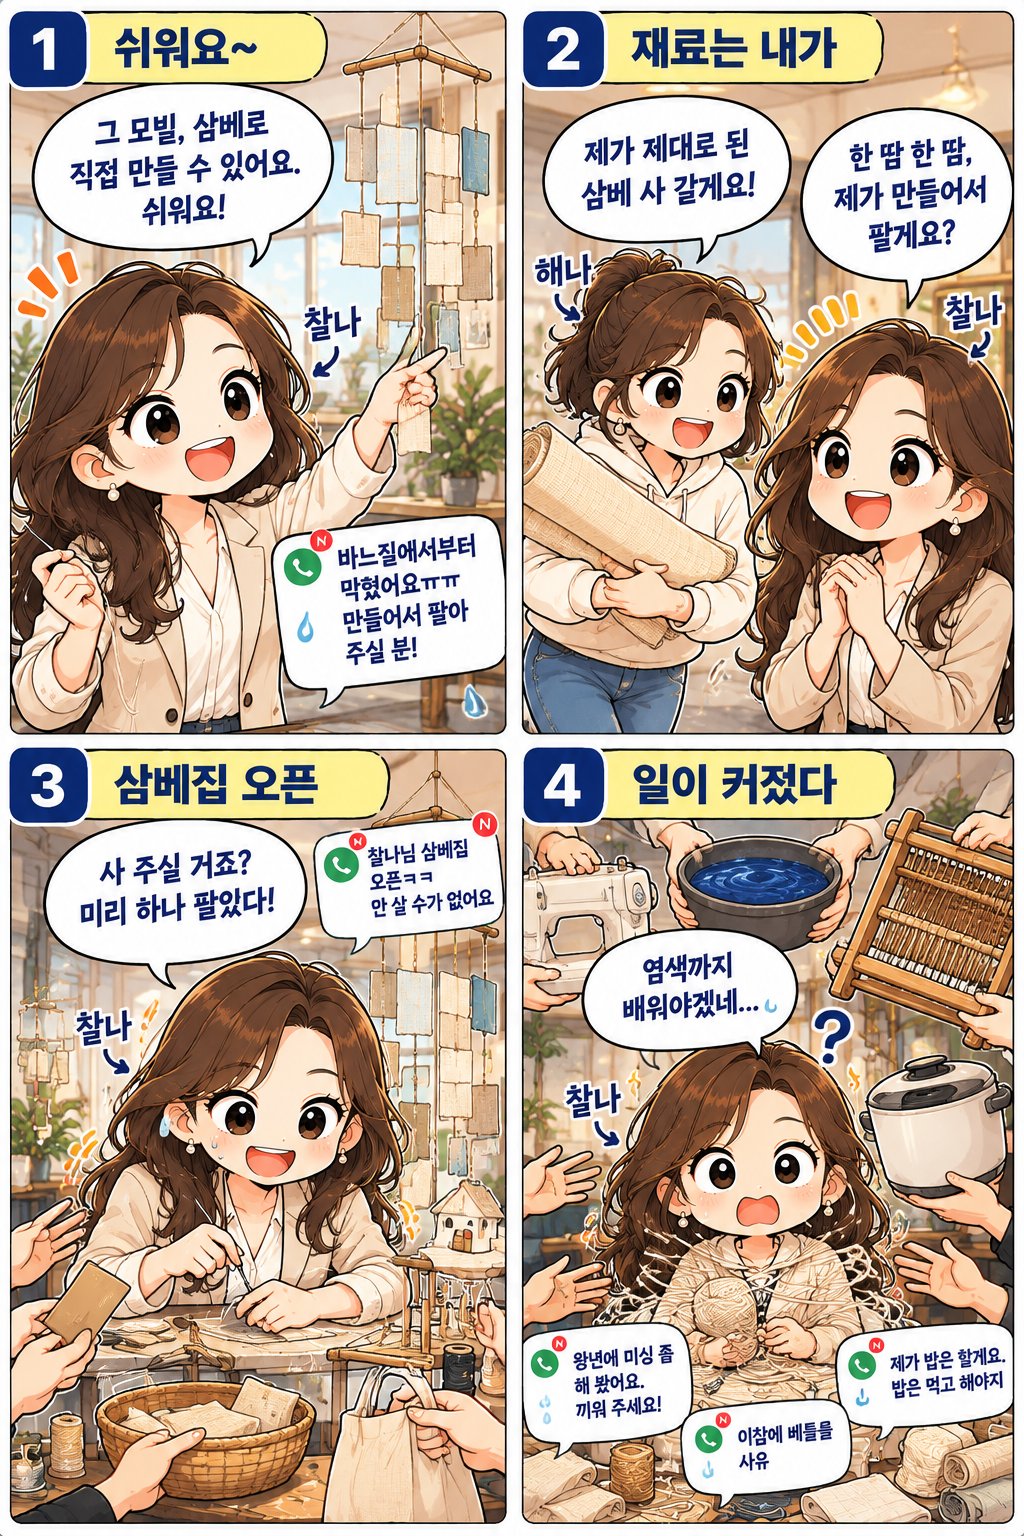 1 쉬워요~
그 모빌, 삼베로
직접 만들 수 있어요.
쉬워요!
찰나
N
바느질에서부터
막혔어요ㅠㅠ
만들어서 팔아
주실 분!
2 재료는 내가
제가 제대로 된
삼베 사 갈게요!
한 땀 한 땀,
제가 만들어서
팔게요?
해나
찰나
3 삼베집 오픈
사 주실 거죠?
미리 하나 팔았다!
N
N
찰나님 삼베집
오픈ㅋㅋ
안 살 수가 없어요
찰나
4 일이 커졌다
염색까지
배워야겠네...
?
찰나
N
왕년에 미싱 좀
해 봤어요.
끼워 주세요!
N
이참에 베틀를
사유
N
제가 밥은 할게요.
밥은 먹고 해야지